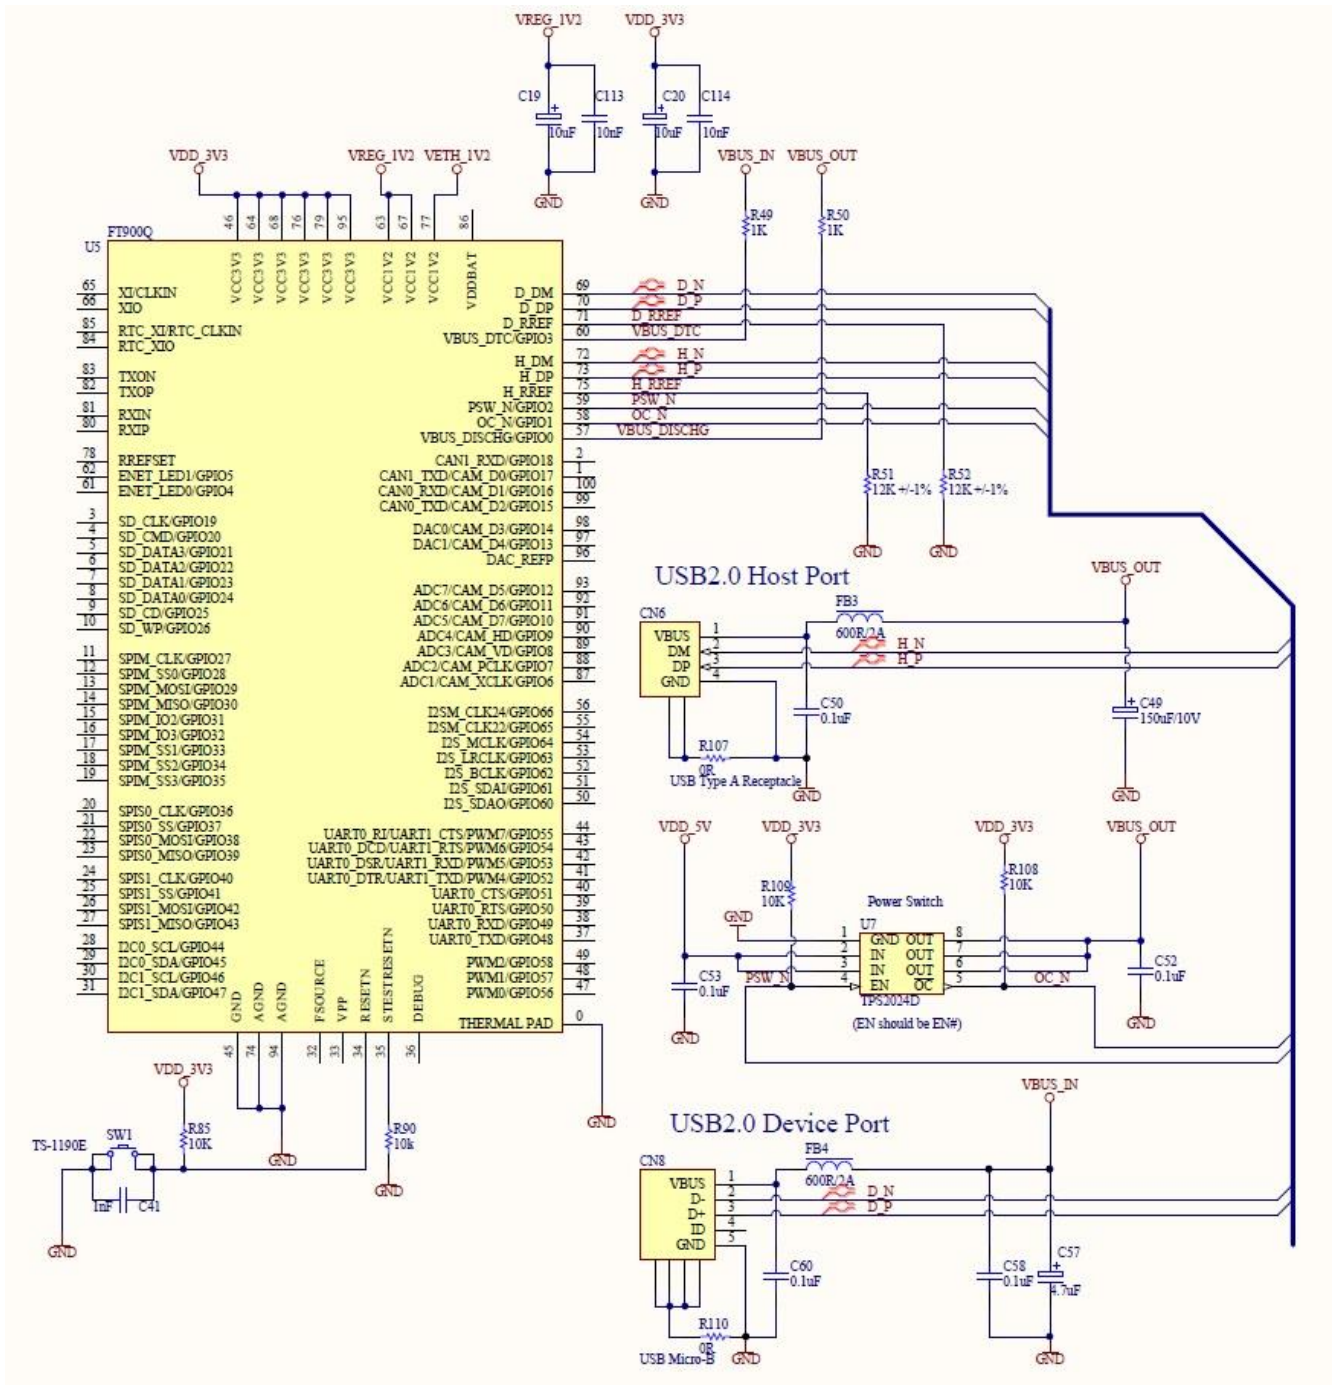 VREG_1V2 VDD_3V3
C19 C113 C20 C114
+ +
10uF 10nF 10uF 10nF
GND GND
VDD_3V3 VREG_1V2 VETH_1V2 VBUS_IN VBUS_OUT
R49 R50
1K 1K
46 64 68 76 79 95 63 67 77 86
FT900Q
U5
VCC3V3 VCC3V3 VCC3V3 VCC3V3 VCC3V3 VCC3V3 VCC1V2 VCC1V2 VCC1V2 VDDBAT
65 XI/CLKIN
66 XIO
85 RTC_XI/RTC_CLKIN
84 RTC_XIO
83 TXON
82 TXOP
81 RXIN
80 RXIP
78 RREFSET
62 ENET_LED1/GPIO5
61 ENET_LED0/GPIO4
3 SD_CLK/GPIO19
4 SD_CMD/GPIO20
5 SD_DATA3/GPIO21
6 SD_DATA2/GPIO22
7 SD_DATA1/GPIO23
8 SD_DATA0/GPIO24
9 SD_CD/GPIO25
10 SD_WP/GPIO26
11 SPIM_CLK/GPIO27
12 SPIM_SS0/GPIO28
13 SPIM_MOSI/GPIO29
14 SPIM_MISO/GPIO30
15 SPIM_IO2/GPIO31
16 SPIM_IO3/GPIO32
17 SPIM_SS1/GPIO33
18 SPIM_SS2/GPIO34
19 SPIM_SS3/GPIO35
20 SPIS0_CLK/GPIO36
21 SPIS0_SS/GPIO37
22 SPIS0_MOSI/GPIO38
23 SPIS0_MISO/GPIO39
24 SPIS1_CLK/GPIO40
25 SPIS1_SS/GPIO41
26 SPIS1_MOSI/GPIO42
27 SPIS1_MISO/GPIO43
28 I2C0_SCL/GPIO44
29 I2C0_SDA/GPIO45
30 I2C1_SCL/GPIO46
31 I2C1_SDA/GPIO47
D_DM 69 D_N
D_DP 70 D_P
D_RREF 71 D_RREF
VBUS_DTC/GPIO3 60 VBUS_DTC
H_DM 72 H_N
H_DP 73 H_P
H_RREF 75 H_RREF
PSW_N/GPIO2 59 PSW_N
OC_N/GPIO1 58 OC_N
VBUS_DISCHG/GPIO0 57 VBUS_DISCHG
CAN1_RXD/GPIO18 2
CAN1_TXD/CAM_D0/GPIO17 1
CAN0_RXD/CAM_D1/GPIO16 100
CAN0_TXD/CAM_D2/GPIO15 99
DAC0/CAM_D3/GPIO14 98
DAC1/CAM_D4/GPIO13 97
DAC_REFP 96
ADC7/CAM_D5/GPIO12 93
ADC6/CAM_D6/GPIO11 92
ADC5/CAM_D7/GPIO10 91
ADC4/CAM_HD/GPIO9 90
ADC3/CAM_VD/GPIO8 89
ADC2/CAM_PCLK/GPIO7 88
ADC1/CAM_XCLK/GPIO6 87
I2SM_CLK24/GPIO66 56
I2SM_CLK22/GPIO65 55
I2S_MCLK/GPIO64 54
I2S_LRCLK/GPIO63 53
I2S_BCLK/GPIO62 52
I2S_SDAI/GPIO61 51
I2S_SDAO/GPIO60 50
UART0_RI/UART1_CTS/PWM7/GPIO55 44
UART0_DCD/UART1_RTS/PWM6/GPIO54 43
UART0_DSR/UART1_RXD/PWM5/GPIO53 42
UART0_DTR/UART1_TXD/PWM4/GPIO52 41
UART0_CTS/GPIO51 40
UART0_RTS/GPIO50 39
UART0_RXD/GPIO49 38
UART0_TXD/GPIO48 37
PWM2/GPIO58 49
PWM1/GPIO57 48
PWM0/GPIO56 47
THERMAL PAD 0
GND AGND AGND FSOURCE VPP RESETN STESTRESETN DEBUG
45 74 94 32 33 34 35 36
R51 R52
12K +/-1% 12K +/-1%
GND GND
USB2.0 Host Port
VBUS_OUT
CN6 FB3
600R/2A
VBUS 1
DM 2 H_N
DP 3 H_P
GND 4
C50
0.1uF
+ C49
150uF/10V
R107
0R
USB Type A Receptacle
GND GND
VDD_5V VDD_3V3 VDD_3V3 VBUS_OUT
R109 R108
10K 10K
Power Switch
GND U7
1 GND OUT 8
2 IN OUT 7
3 IN OUT 6
PSW_N 4 EN OC 5 OC_N
TPS2024D
(EN should be EN#)
C53 C52
0.1uF 0.1uF
GND GND
VDD_3V3
R85
10K
TS-1190E SW1
1nF C41
GND
GND
R90
10k
GND
GND
VBUS_IN
USB2.0 Device Port
CN8 FB4
600R/2A
VBUS 1
D- 2 D_N
D+ 3 D_P
ID 4
GND 5
C60 C58 + C57
0.1uF 0.1uF 4.7uF
R110
0R
USB Micro-B GND GND